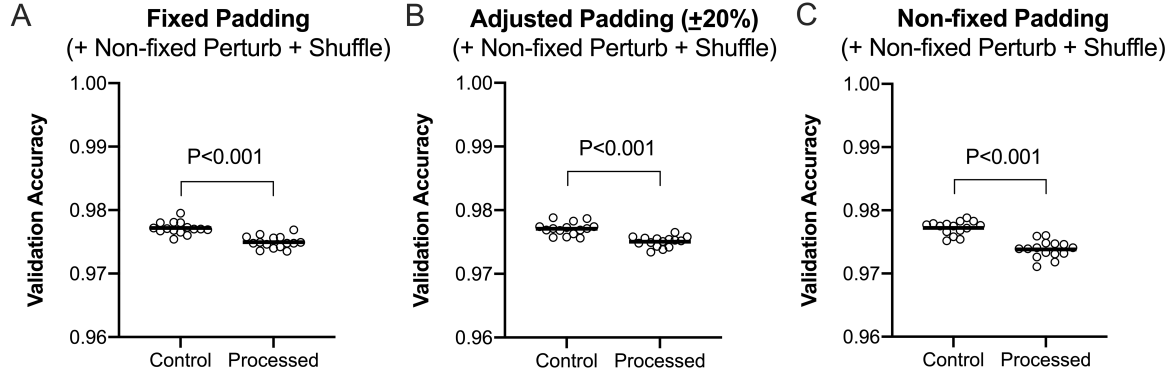 A
Fixed Padding
(+ Non-fixed Perturb + Shuffle)
Validation Accuracy
1.00
0.99
0.98
0.97
0.96
P<0.001
Control Processed
B
Adjusted Padding (±20%)
(+ Non-fixed Perturb + Shuffle)
Validation Accuracy
1.00
0.99
0.98
0.97
0.96
P<0.001
Control Processed
C
Non-fixed Padding
(+ Non-fixed Perturb + Shuffle)
Validation Accuracy
1.00
0.99
0.98
0.97
0.96
P<0.001
Control Processed